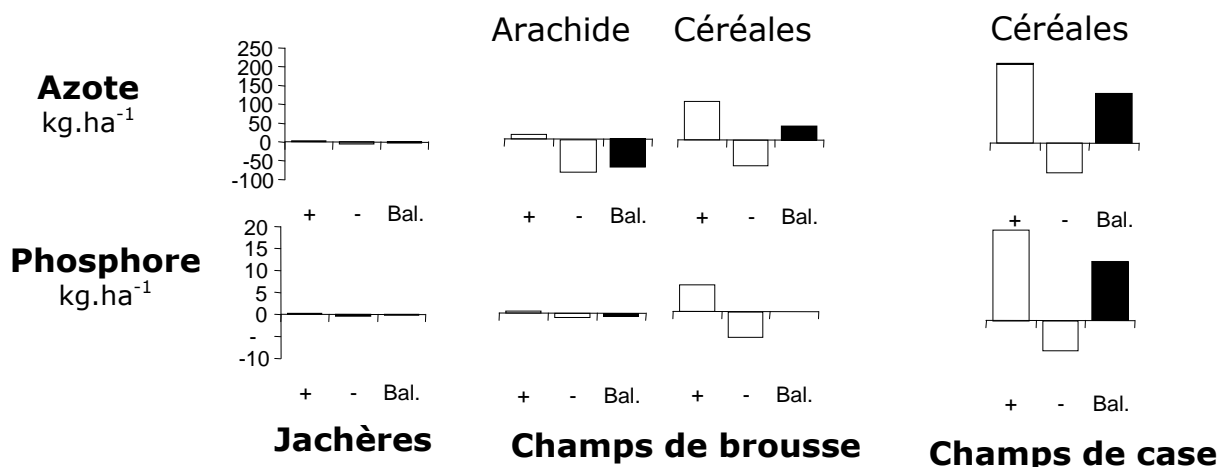 Arachide Céréales Céréales
Azote
kg.ha-1
250
200
150
100
50
0
-50
-100
+ - Bal. + - Bal. + - Bal. + - Bal.
Phosphore
kg.ha-1
20
15
10
5
0
-
-10
+ - Bal. + - Bal. + - Bal. + - Bal.
Jachères Champs de brousse Champs de case